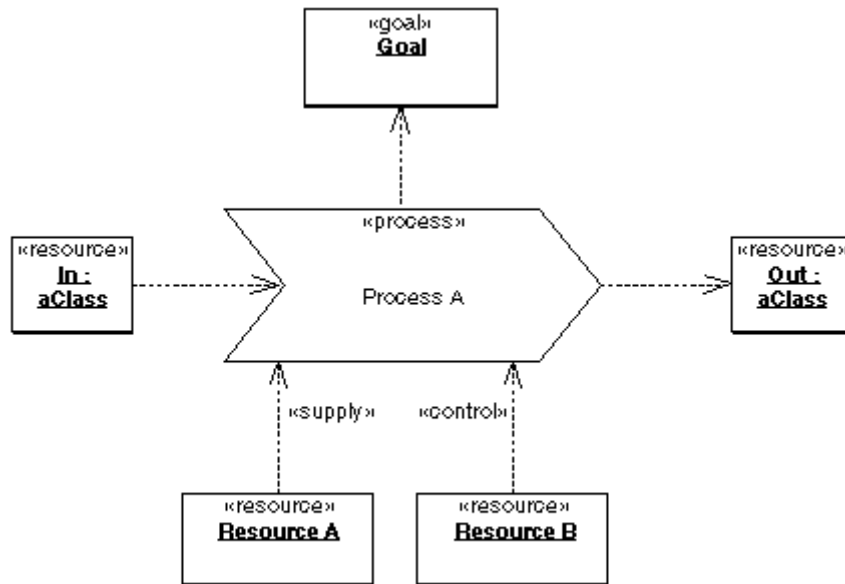 «goal»
Goal
«process»
«resource»
In :
aClass
Process A
«resource»
Out :
aClass
«supply»
«control»
«resource»
Resource A
«resource»
Resource B